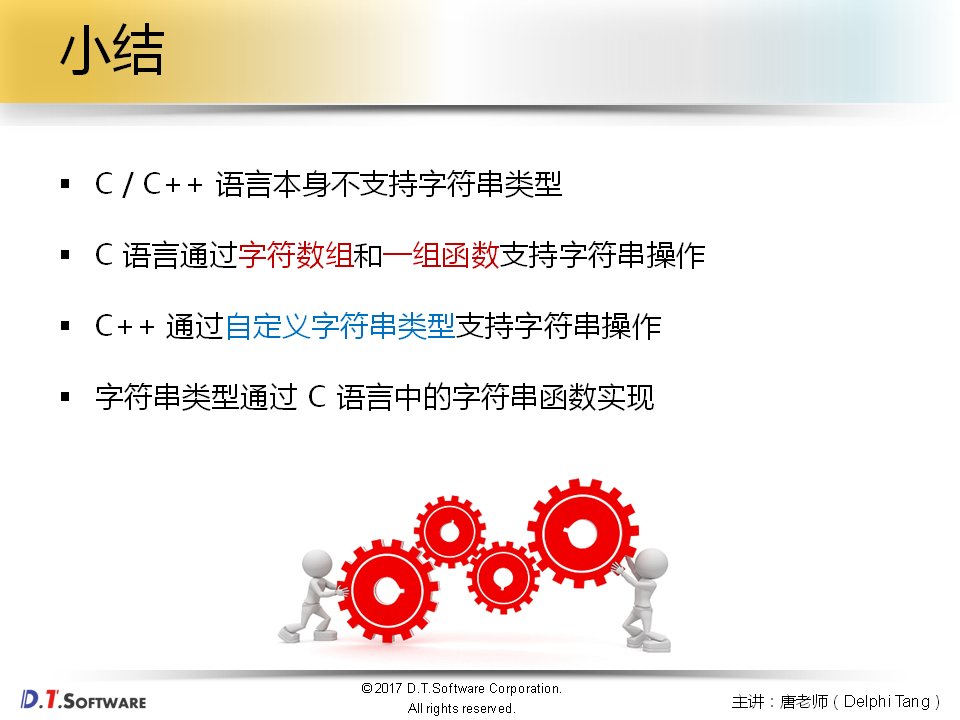 小结
C / C++ 语言本身不支持字符串类型
C 语言通过字符数组和一组函数支持字符串操作
C++ 通过自定义字符串类型支持字符串操作
字符串类型通过 C 语言中的字符串函数实现
D.T.SOFTWARE
©2017 D.T.Software Corporation.
All rights reserved.
主讲：唐老师（Delphi Tang）